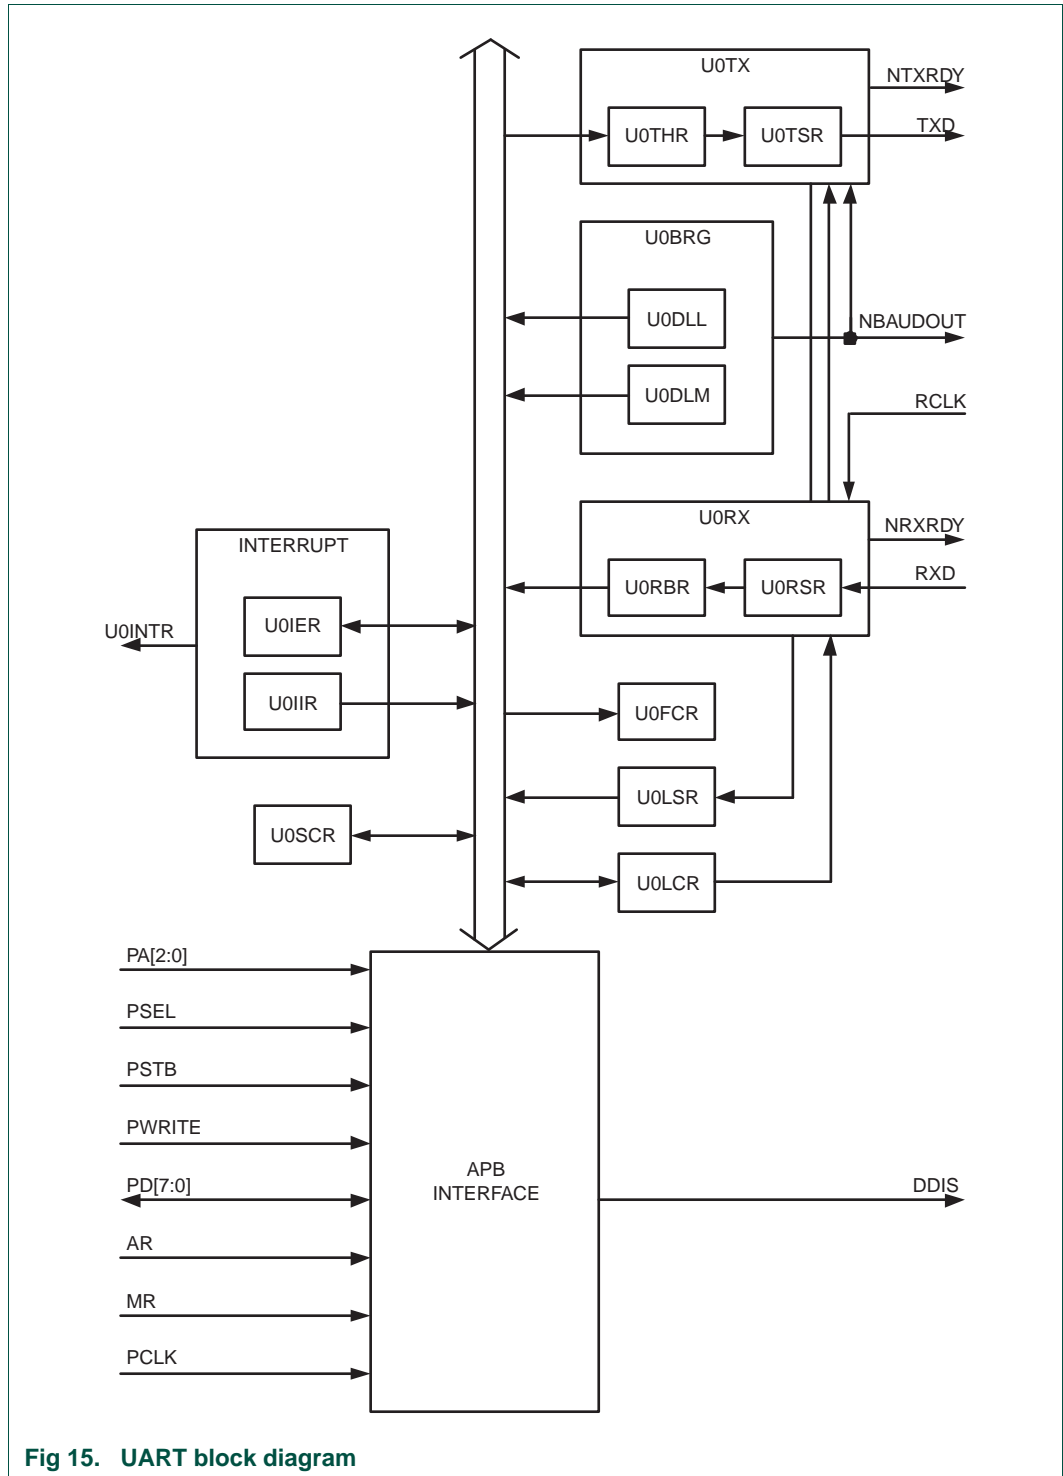 U0TX
NTXRDY
U0THR
U0TSR
TXD
U0BRG
U0DLL
NBAUDOUT
U0DLM
RCLK
U0RX
NRXRDY
INTERRUPT
U0RBR
U0RSR
RXD
U0INTR
U0IER
U0IIR
U0FCR
U0LSR
U0SCR
U0LCR
PA[2:0]
PSEL
PSTB
PWRITE
APB
INTERFACE
PD[7:0]
DDIS
AR
MR
PCLK
Fig 15. UART block diagram